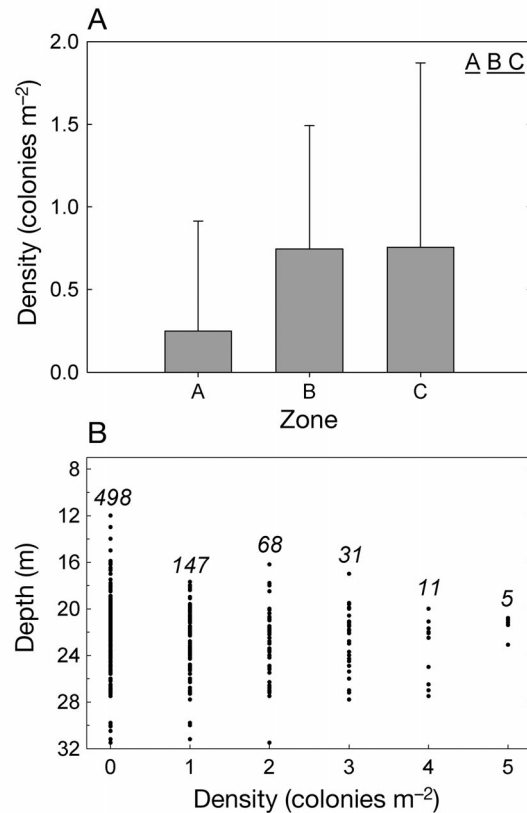 A
2.0
A B C
1.5
1.0
0.5
0.0
Density (colonies m−2)
A B C
Zone
B
8
12
16
20
24
28
32
Depth (m)
498
147
68
31
11
5
0 1 2 3 4 5
Density (colonies m−2)